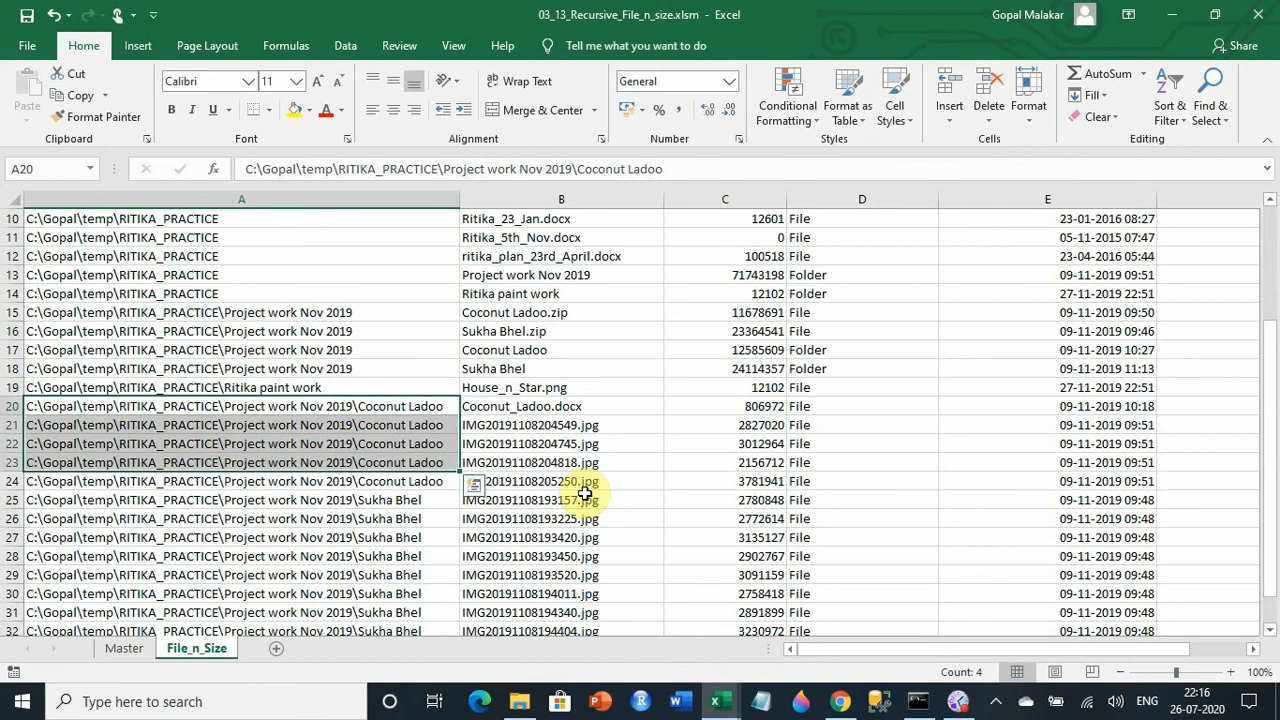 03_13_Recursive_File_n_size.xlsm - Excel
Gopal Malakar
File Home Insert Page Layout Formulas Data Review View Help Tell me what you want to do Share
Paste
Cut
Copy
Format Painter
Calibri 11
B I U
Wrap Text
Merge & Center
General
Conditional Formatting
Format as Table
Cell Styles
Insert Delete Format
AutoSum
Fill
Clear
Sort & Filter
Find & Select
Clipboard Font Alignment Number Styles Cells Editing
A20 fx C:\Gopal\temp\RITIKA_PRACTICE\Project work Nov 2019\Coconut Ladoo
A B C D E
10 C:\Gopal\temp\RITIKA_PRACTICE Ritika_23_Jan.docx 12601 File 23-01-2016 08:27
11 C:\Gopal\temp\RITIKA_PRACTICE Ritika_5th_Nov.docx 0 File 05-11-2015 07:47
12 C:\Gopal\temp\RITIKA_PRACTICE ritika_plan_23rd_April.docx 100518 File 23-04-2016 05:44
13 C:\Gopal\temp\RITIKA_PRACTICE Project work Nov 2019 71743198 Folder 09-11-2019 09:51
14 C:\Gopal\temp\RITIKA_PRACTICE Ritika paint work 12102 Folder 27-11-2019 22:51
15 C:\Gopal\temp\RITIKA_PRACTICE\Project work Nov 2019 Coconut Ladoo.zip 11678691 File 09-11-2019 09:50
16 C:\Gopal\temp\RITIKA_PRACTICE\Project work Nov 2019 Sukha Bhel.zip 23364541 File 09-11-2019 09:46
17 C:\Gopal\temp\RITIKA_PRACTICE\Project work Nov 2019 Coconut Ladoo 12585609 Folder 09-11-2019 10:27
18 C:\Gopal\temp\RITIKA_PRACTICE\Project work Nov 2019 Sukha Bhel 24114357 Folder 09-11-2019 11:13
19 C:\Gopal\temp\RITIKA_PRACTICE\Ritika paint work House_n_Star.png 12102 File 27-11-2019 22:51
20 C:\Gopal\temp\RITIKA_PRACTICE\Project work Nov 2019\Coconut Ladoo Coconut_Ladoo.docx 806972 File 09-11-2019 10:18
21 C:\Gopal\temp\RITIKA_PRACTICE\Project work Nov 2019\Coconut Ladoo IMG20191108204549.jpg 2827020 File 09-11-2019 09:51
22 C:\Gopal\temp\RITIKA_PRACTICE\Project work Nov 2019\Coconut Ladoo IMG20191108204745.jpg 3012964 File 09-11-2019 09:51
23 C:\Gopal\temp\RITIKA_PRACTICE\Project work Nov 2019\Coconut Ladoo IMG20191108204818.jpg 2156712 File 09-11-2019 09:51
24 C:\Gopal\temp\RITIKA_PRACTICE\Project work Nov 2019\Coconut Ladoo 20191108205250.jpg 3781941 File 09-11-2019 09:51
25 C:\Gopal\temp\RITIKA_PRACTICE\Project work Nov 2019\Sukha Bhel IMG20191108193157.jpg 2780848 File 09-11-2019 09:48
26 C:\Gopal\temp\RITIKA_PRACTICE\Project work Nov 2019\Sukha Bhel IMG20191108193225.jpg 2772614 File 09-11-2019 09:48
27 C:\Gopal\temp\RITIKA_PRACTICE\Project work Nov 2019\Sukha Bhel IMG20191108193420.jpg 3135127 File 09-11-2019 09:48
28 C:\Gopal\temp\RITIKA_PRACTICE\Project work Nov 2019\Sukha Bhel IMG20191108193450.jpg 2902767 File 09-11-2019 09:48
29 C:\Gopal\temp\RITIKA_PRACTICE\Project work Nov 2019\Sukha Bhel IMG20191108193520.jpg 3091159 File 09-11-2019 09:48
30 C:\Gopal\temp\RITIKA_PRACTICE\Project work Nov 2019\Sukha Bhel IMG20191108194011.jpg 2758418 File 09-11-2019 09:48
31 C:\Gopal\temp\RITIKA_PRACTICE\Project work Nov 2019\Sukha Bhel IMG20191108194340.jpg 2891899 File 09-11-2019 09:48
32 C:\Gopal\temp\RITIKA_PRACTICE\Project work Nov 2019\Sukha Bhel IMG20191108194404.jpg 3230972 File 09-11-2019 09:48
Master File_n_Size
Count: 4 100%
Type here to search
ENG
22:16
26-07-2020